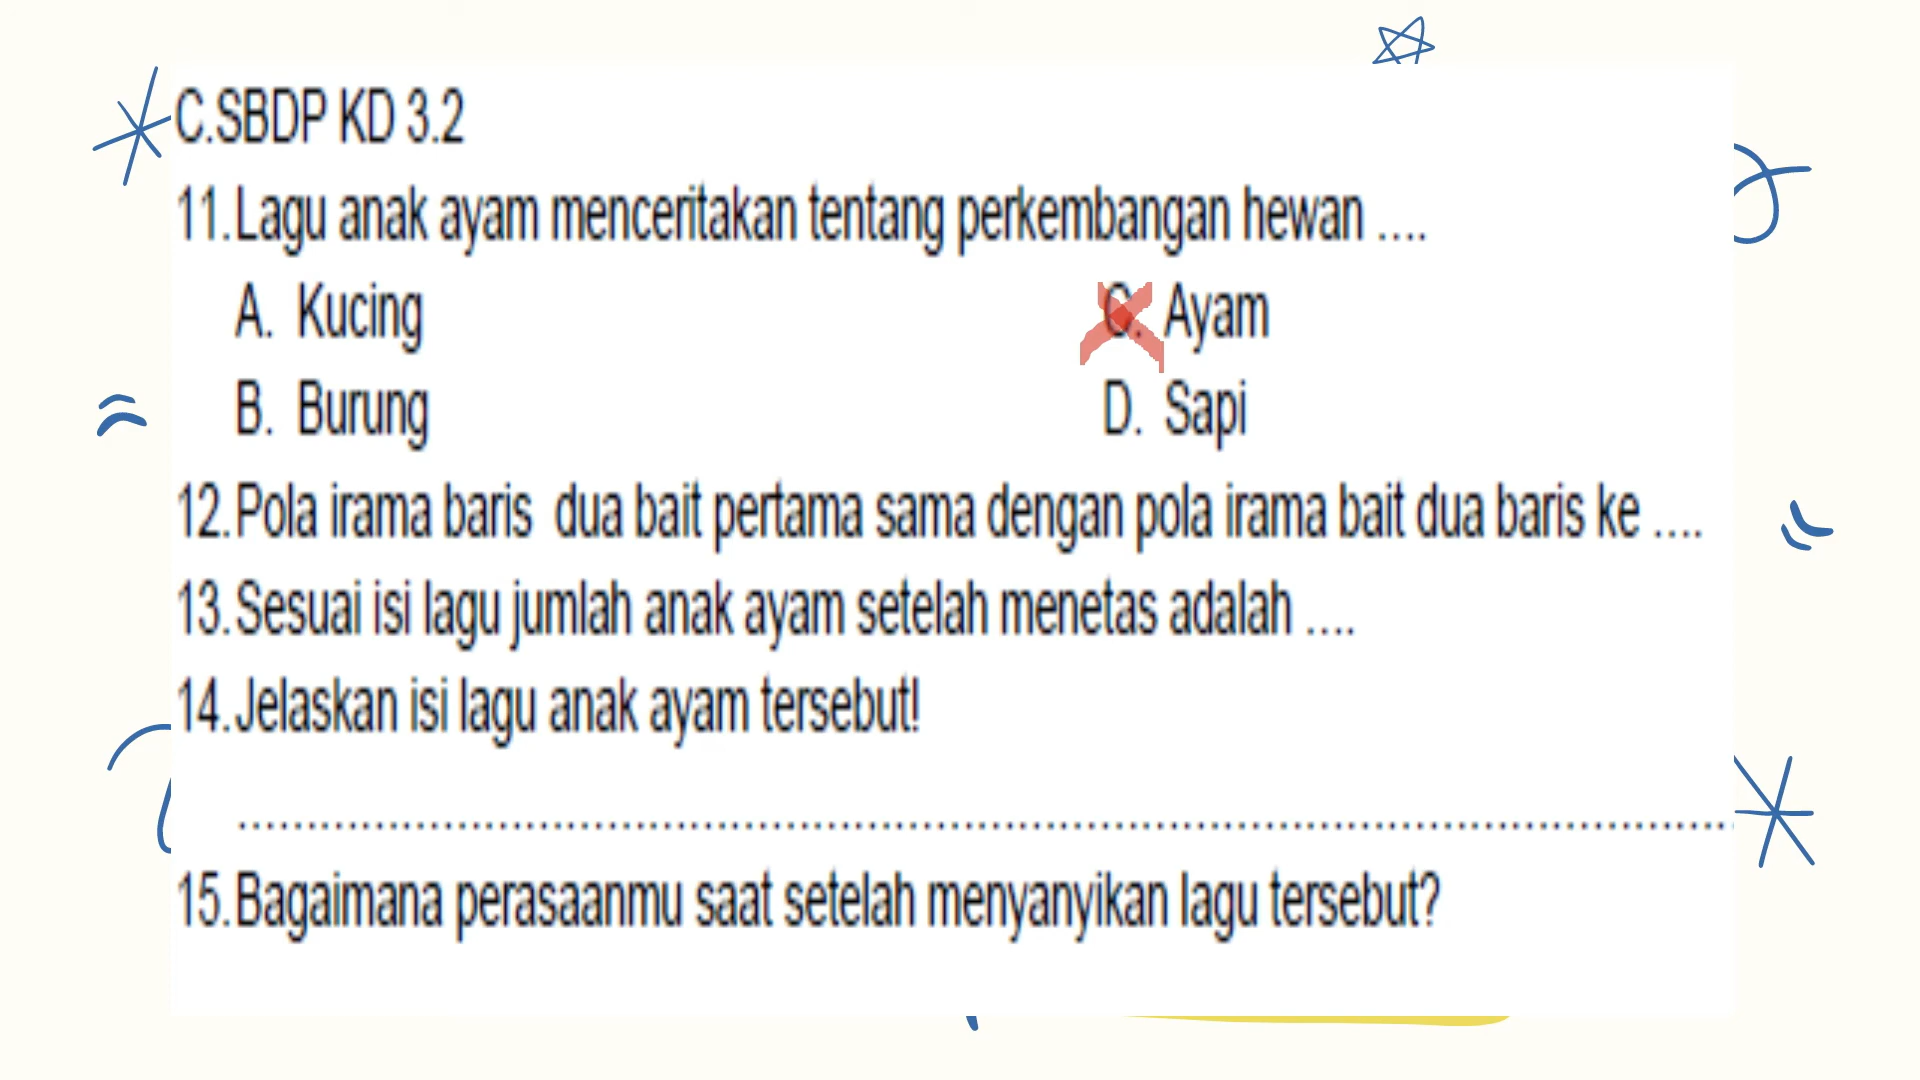 C.SBDP KD 3.2
11.Lagu anak ayam menceritakan tentang perkembangan hewan ....
A. Kucing
C. Ayam
B. Burung
D. Sapi
12.Pola irama baris dua bait pertama sama dengan pola irama bait dua baris ke ....
13.Sesuai isi lagu jumlah anak ayam setelah menetas adalah ....
14.Jelaskan isi lagu anak ayam tersebut!
..............................................................................................................
15.Bagaimana perasaanmu saat setelah menyanyikan lagu tersebut?